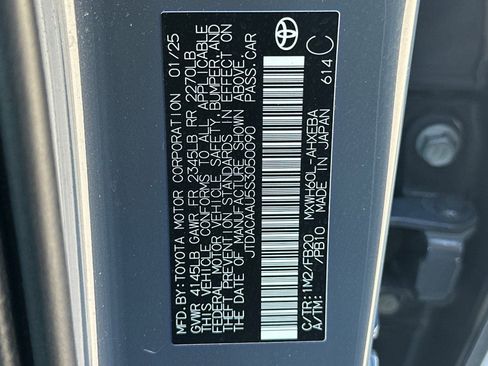 MFD.BY:TOYOTA MOTOR CORPORATION 01/25
GVWR 4145LB GAWR FR 2345LB RR 2270LB
THIS VEHICLE CONFORMS TO ALL APPLICABLE
FEDERAL MOTOR VEHICLE SAFETY,BUMPER,AND
THEFT PREVENTION STANDARDS IN EFFECT ON
THE DATE OF MANUFACTURE SHOWN ABOVE.
PASS.CAR
C/TR:1M2/FB20 MXWH60L-AHXEBA
A/TM: /PB10 MADE IN JAPAN
614 C